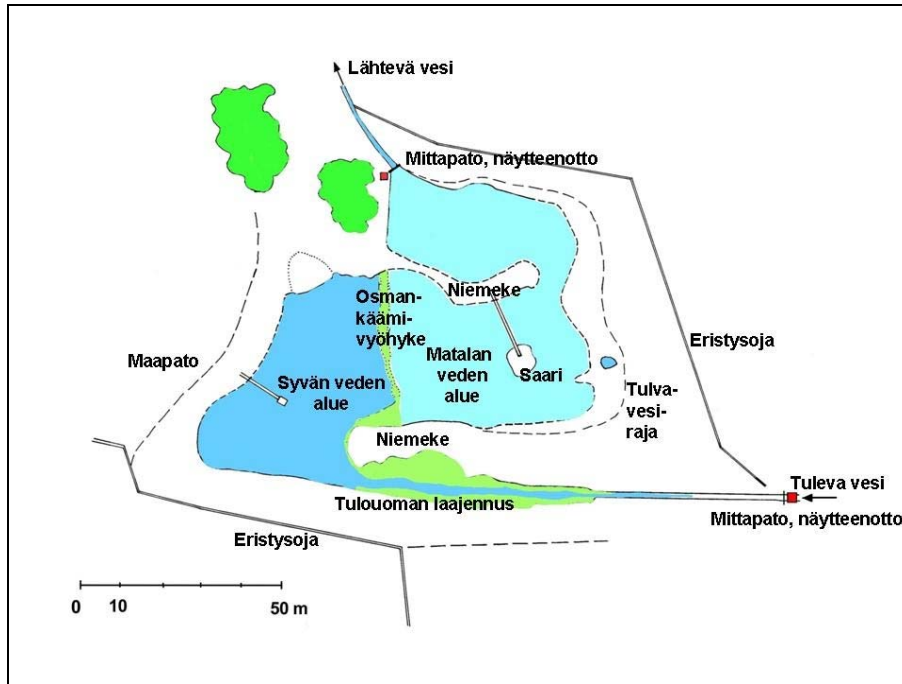 Lähtevä vesi
Mittapato, näytteenotto
Niemeke
Osman-
käämi-
vyöhyke
Eristysoja
Maapato
Matalan
veden
alue
Saari
Syvän veden
alue
Tulva-
vesi-
raja
Niemeke
Tuleva vesi
Tulouoman laajennus
Mittapato, näytteenotto
Eristysoja
0 10 50 m